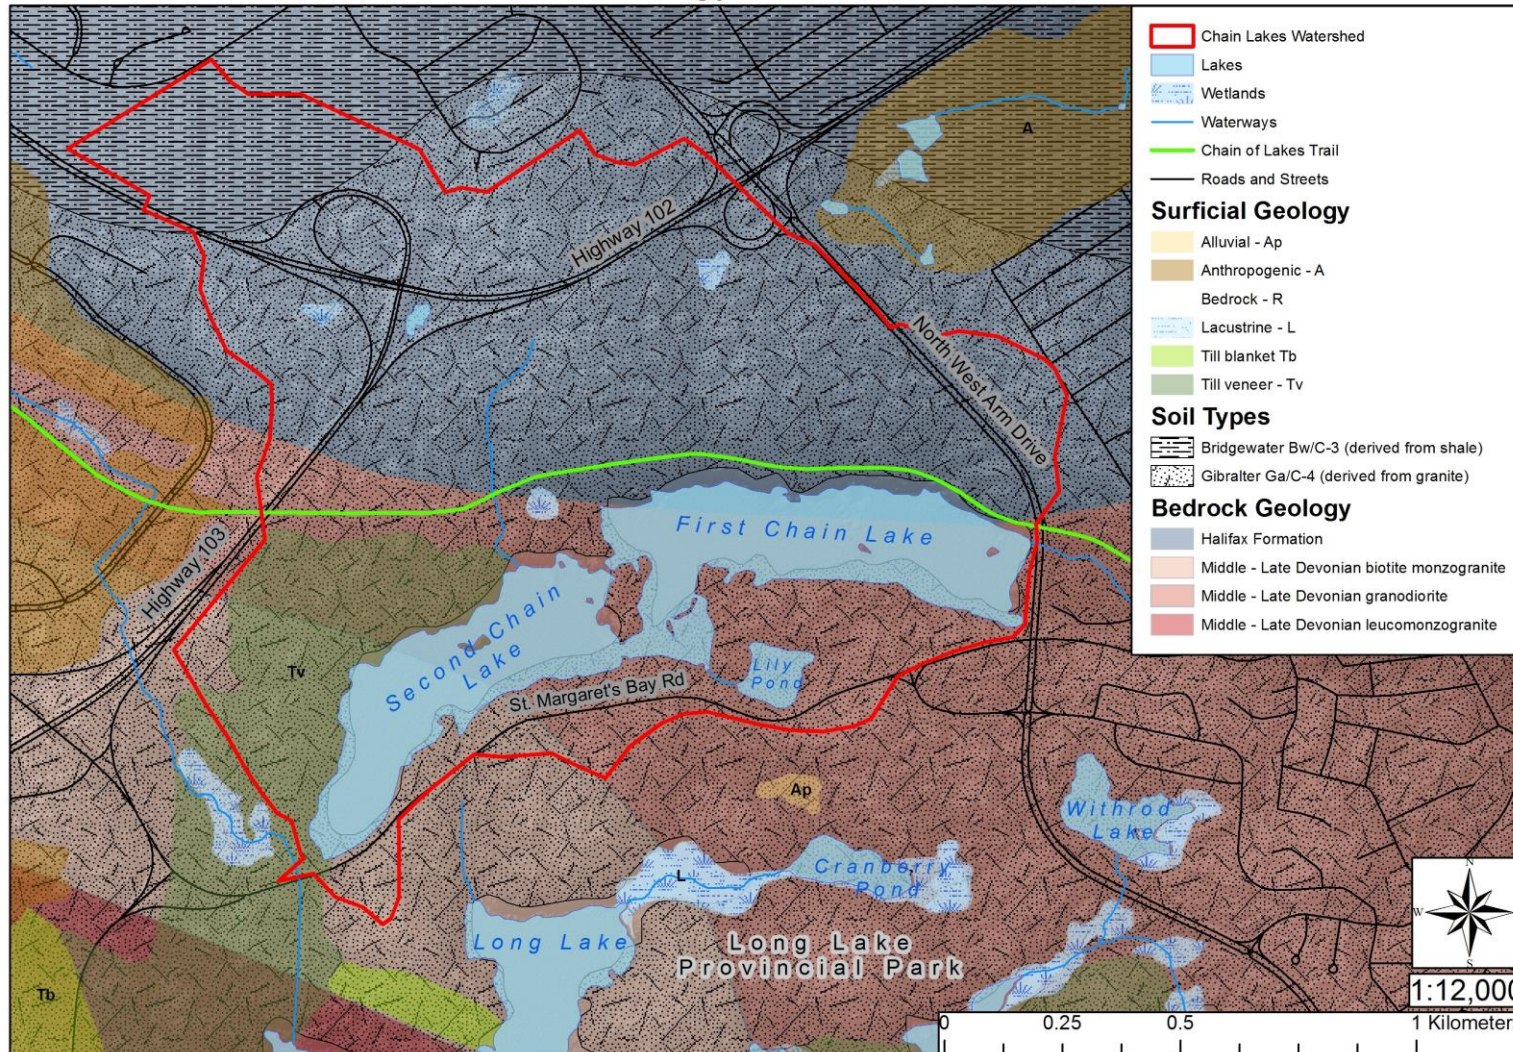 Chain Lakes Watershed
Lakes
Wetlands
Waterways
Chain of Lakes Trail
Roads and Streets
Surficial Geology
Alluvial - Ap
Anthropogenic - A
Bedrock - R
Lacustrine - L
Till blanket Tb
Till veneer - Tv
Soil Types
Bridgewater Bw/C-3 (derived from shale)
Gibralter Ga/C-4 (derived from granite)
Bedrock Geology
Halifax Formation
Middle - Late Devonian biotite monzogranite
Middle - Late Devonian granodiorite
Middle - Late Devonian leucomonzogranite
A
Highway 102
North West Arm Drive
Highway 103
First Chain Lake
Second Chain
Lake
Tv
Lily
Pond
St. Margaret's Bay Rd
Ap
Withrod
Lake
Cranberry
Pond
L
Long Lake
Long Lake
Provincial Park
Tb
N
W
E
S
1:12,000
0 0.25 0.5 1 Kilometer